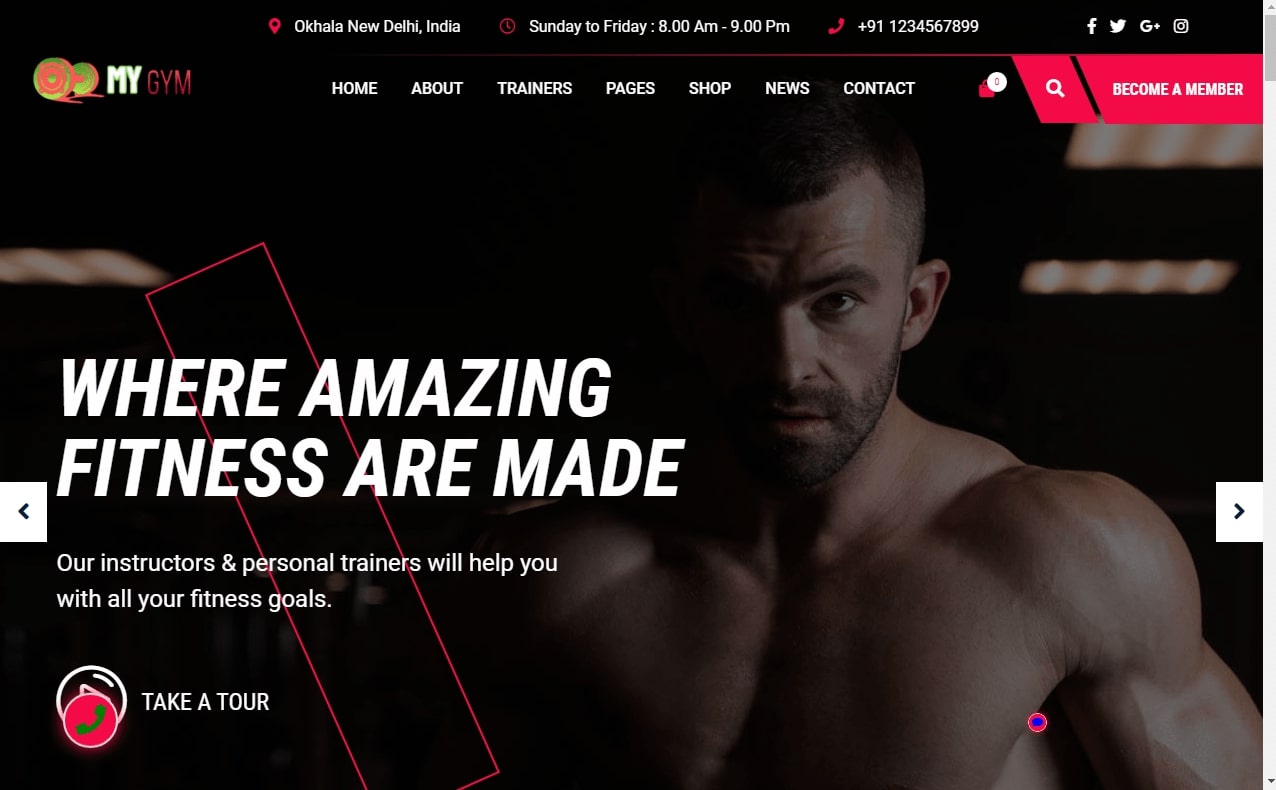 Okhala New Delhi, India
Sunday to Friday : 8.00 Am - 9.00 Pm
+91 1234567899
MY GYM
HOME
ABOUT
TRAINERS
PAGES
SHOP
NEWS
CONTACT
0
BECOME A MEMBER
WHERE AMAZING
FITNESS ARE MADE
Our instructors & personal trainers will help you
with all your fitness goals.
TAKE A TOUR